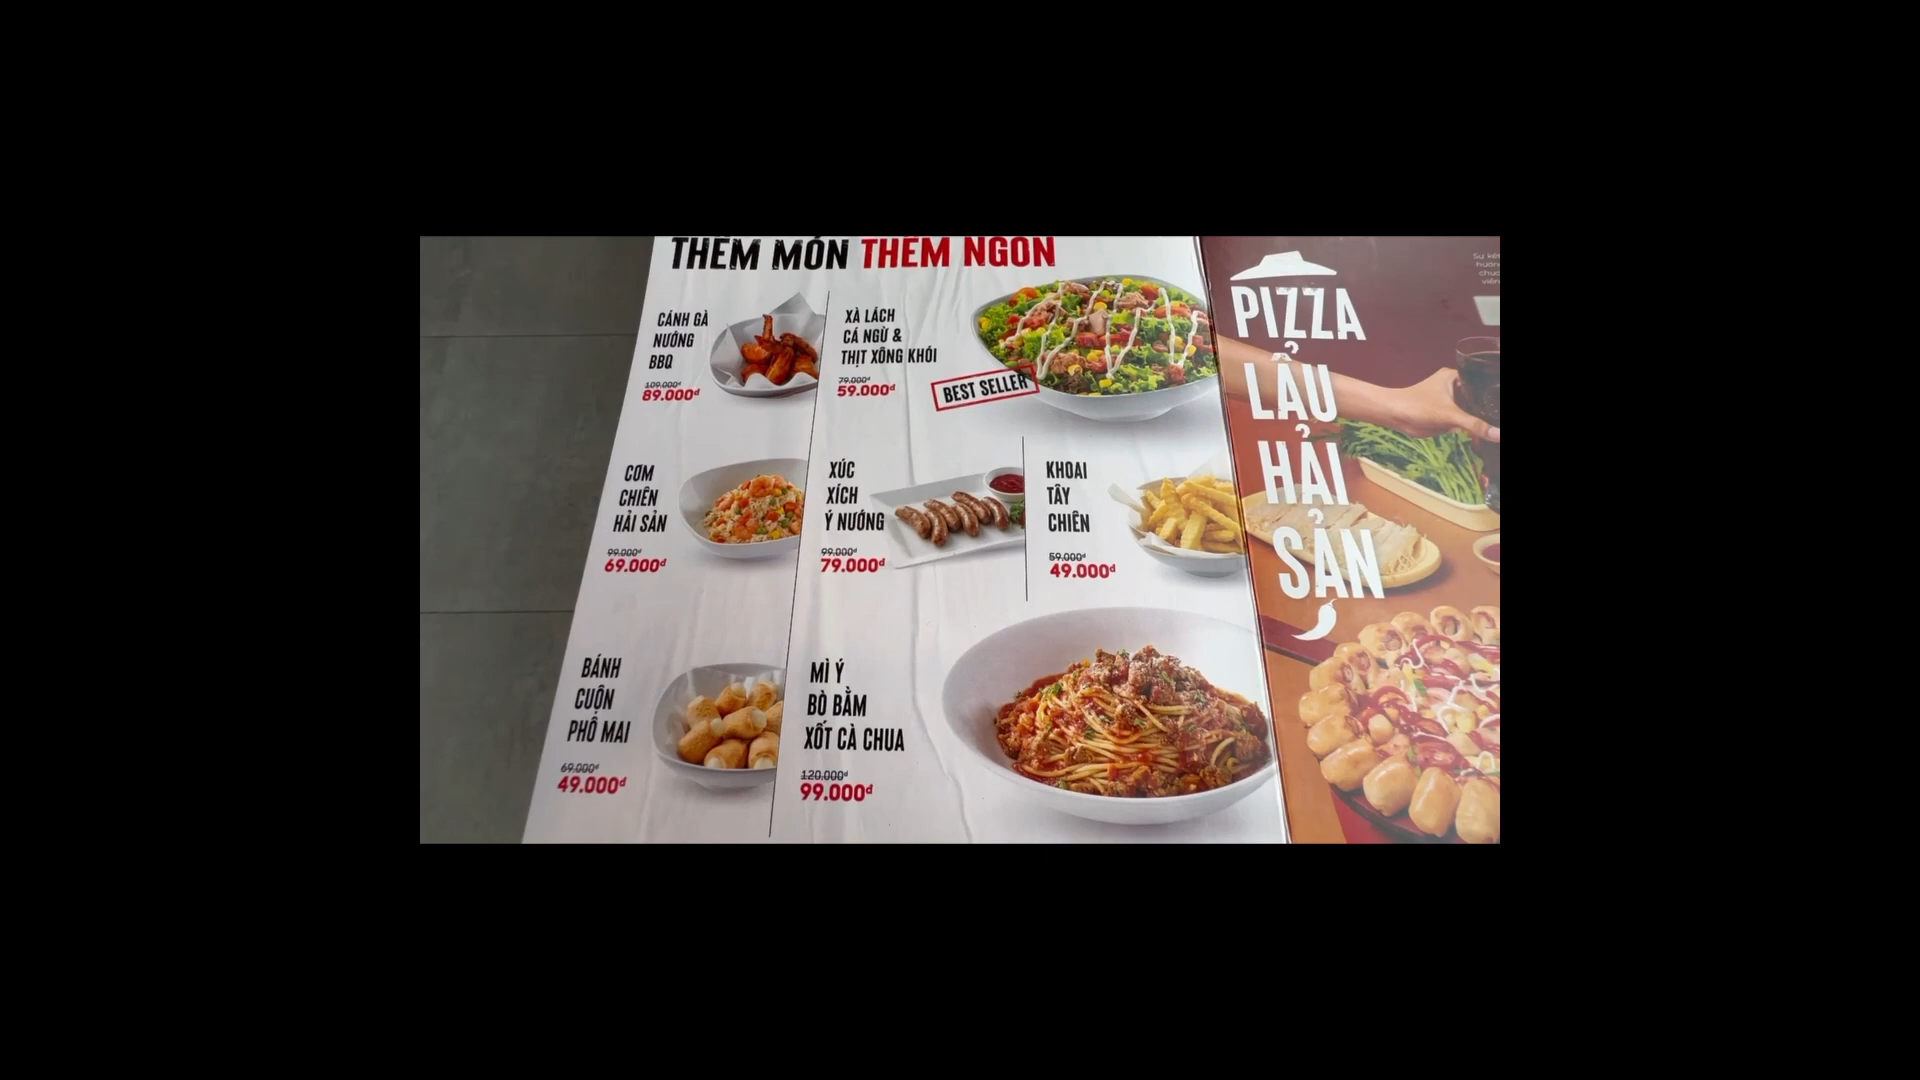 THÊM MÓN THÊM NGON
CÁNH GÀ
NƯỚNG
BBQ
109.000đ
89.000đ
XÀ LÁCH
CÁ NGỪ &
THỊT XÔNG KHÓI
79.000đ
59.000đ
BEST SELLER
CƠM
CHIÊN
HẢI SẢN
99.000đ
69.000đ
XÚC
XÍCH
Ý NƯỚNG
99.000đ
79.000đ
KHOAI
TÂY
CHIÊN
59.000đ
49.000đ
BÁNH
CUỘN
PHÔ MAI
69.000đ
49.000đ
MÌ Ý
BÒ BẰM
XỐT CÀ CHUA
120.000đ
99.000đ
PIZZA
LẨU
HẢI
SẢN